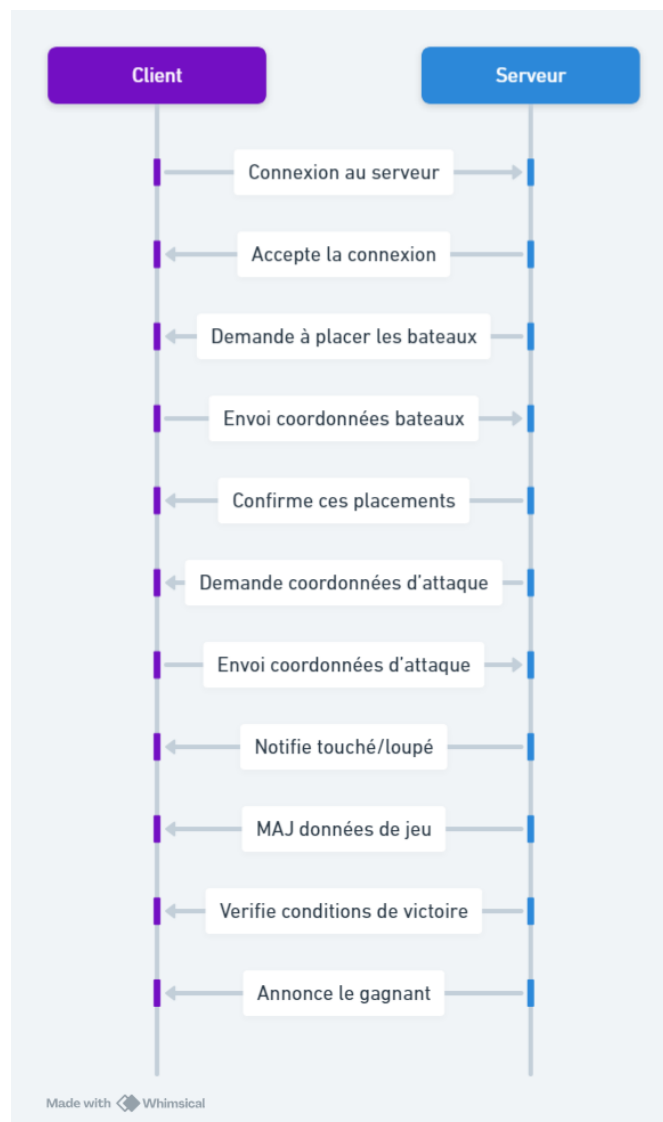 Client
Serveur
Connexion au serveur
Accepte la connexion
Demande à placer les bateaux
Envoi coordonnées bateaux
Confirme ces placements
Demande coordonnées d'attaque
Envoi coordonnées d'attaque
Notifie touché/loupé
MAJ données de jeu
Verifie conditions de victoire
Annonce le gagnant
Made with Whimsical